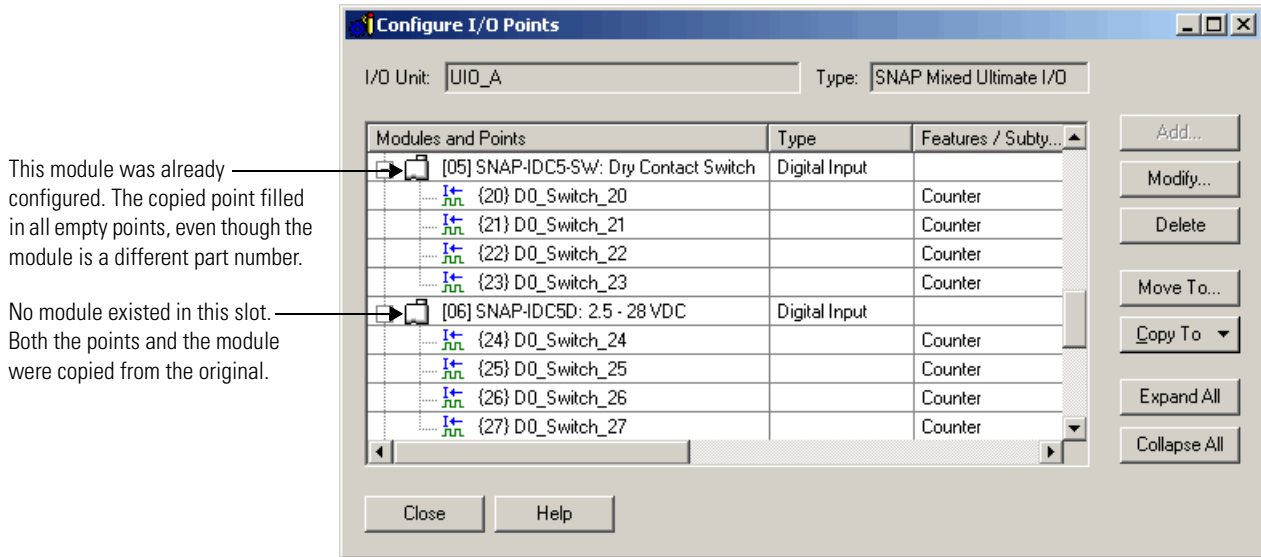 Configure I/O Points
I/O Unit: UIO_A Type: SNAP Mixed Ultimate I/O
Modules and Points Type Features / Subty...
[05] SNAP-IDC5-SW: Dry Contact Switch Digital Input
{20} D0_Switch_20 Counter
{21} D0_Switch_21 Counter
{22} D0_Switch_22 Counter
{23} D0_Switch_23 Counter
[06] SNAP-IDC5D: 2.5 - 28 VDC Digital Input
{24} D0_Switch_24 Counter
{25} D0_Switch_25 Counter
{26} D0_Switch_26 Counter
{27} D0_Switch_27 Counter
Add...
Modify...
Delete
Move To...
Copy To
Expand All
Collapse All
Close Help
This module was already
configured. The copied point filled
in all empty points, even though the
module is a different part number.
No module existed in this slot.
Both the points and the module
were copied from the original.